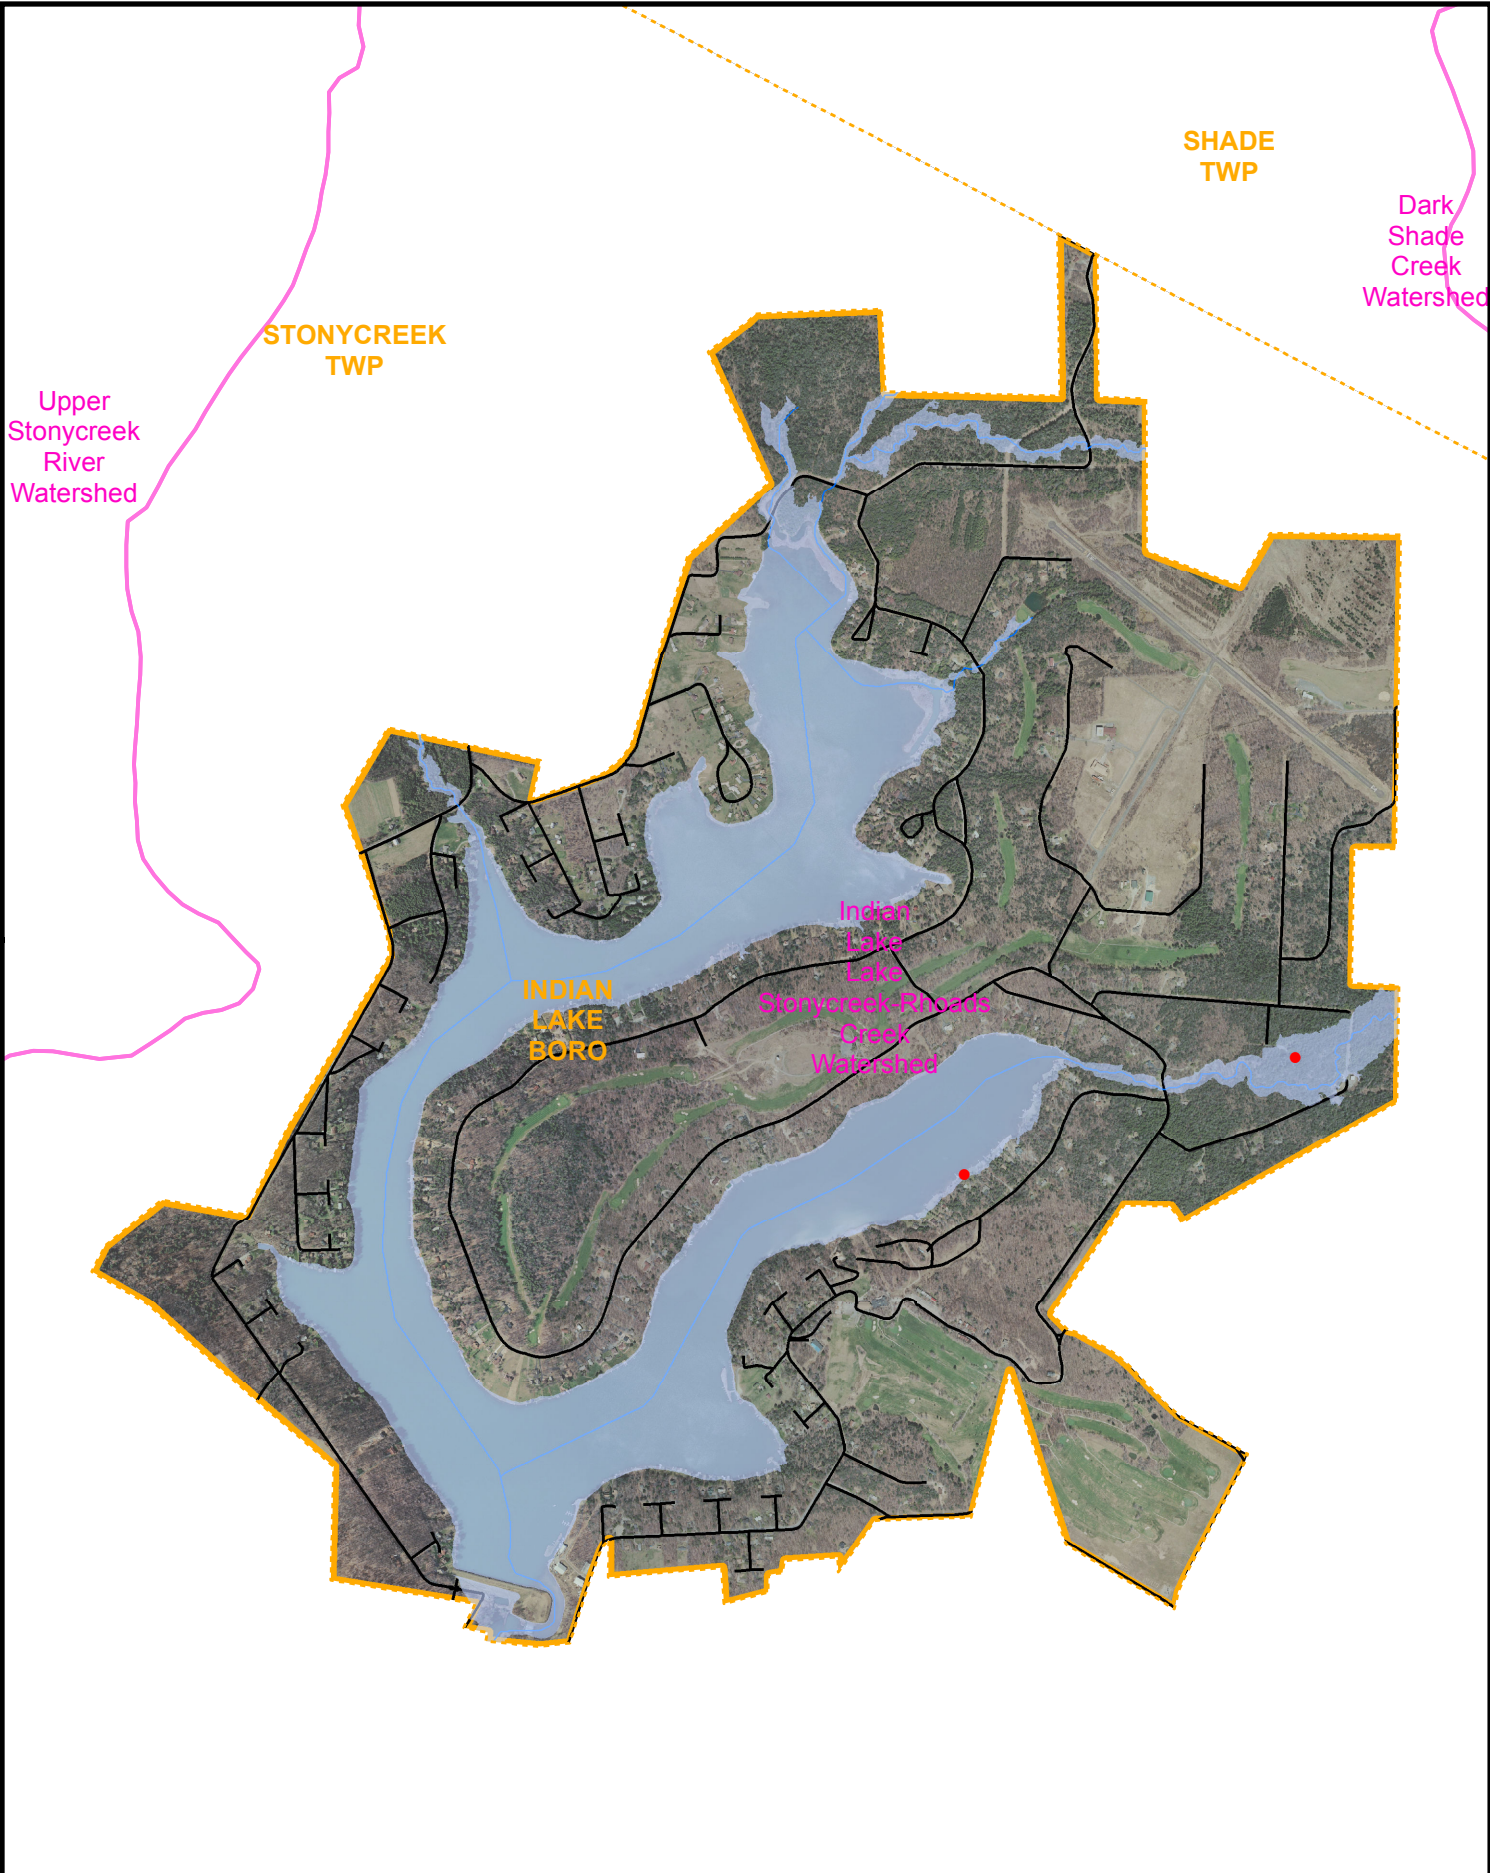 SHADE
TWP
Dark
Shade
Creek
Watershed
STONYCREEK
TWP
Upper
Stonycreek
River
Watershed
Indian
Lake
Lake
Stonycreek-Rhoads
Creek
Watershed
INDIAN
LAKE
BORO